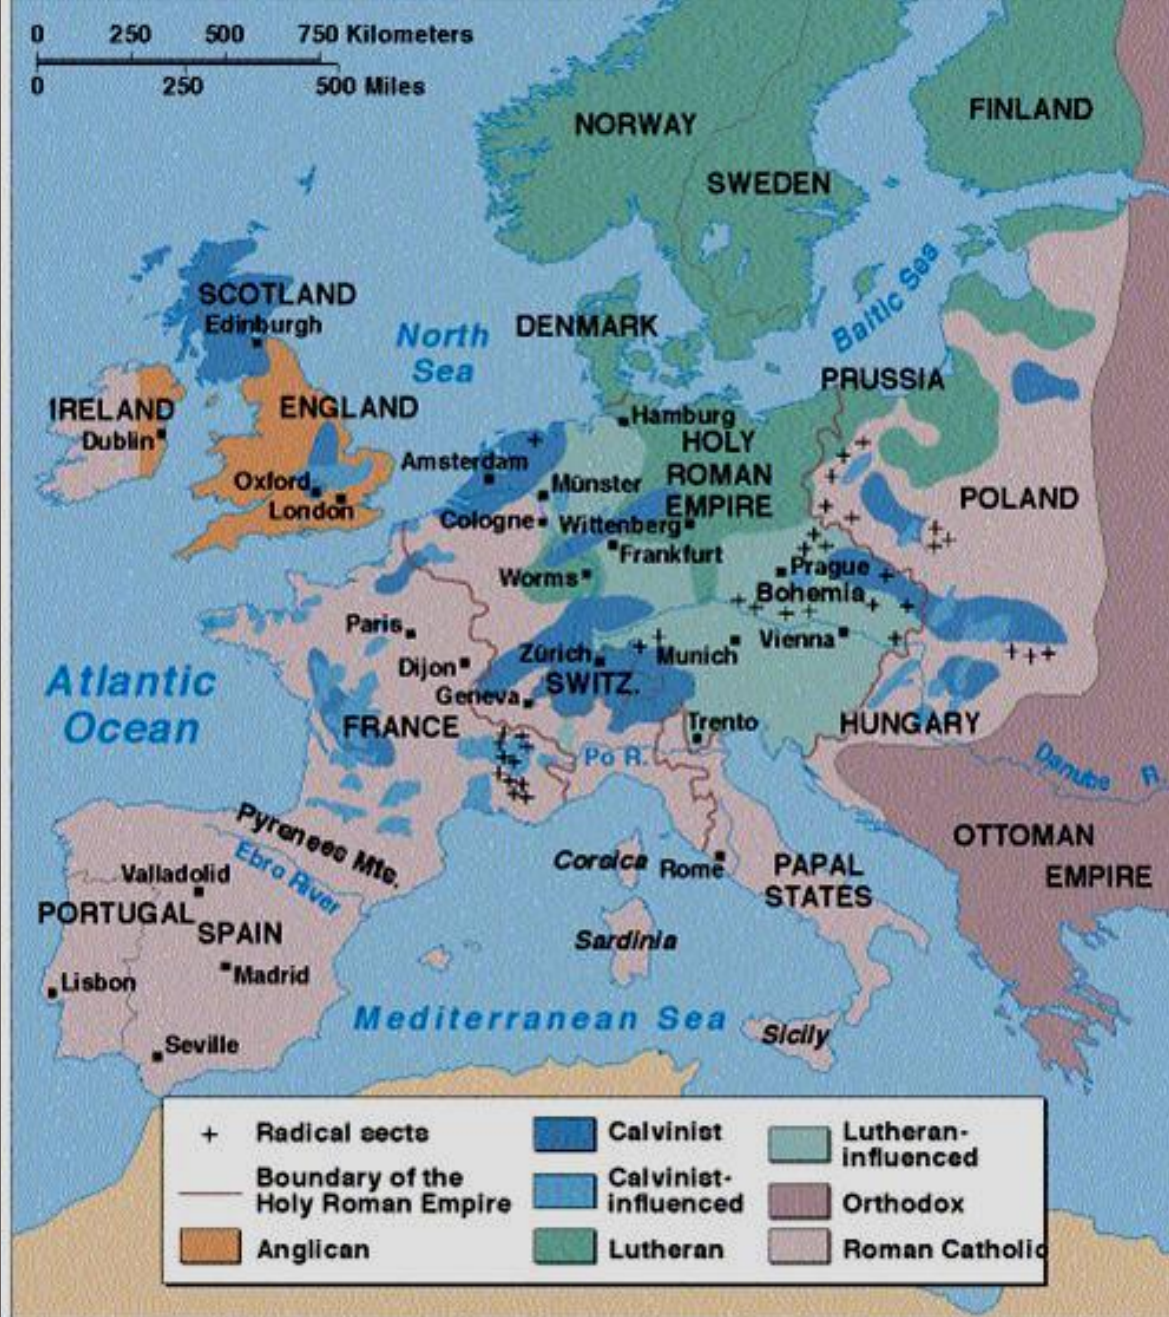 0 250 500 750 Kilometers
0 250 500 Miles
NORWAY
FINLAND
SWEDEN
SCOTLAND
Edinburgh
North
Sea
DENMARK
Baltic Sea
PRUSSIA
IRELAND
Dublin
ENGLAND
Hamburg
HOLY
ROMAN
EMPIRE
Amsterdam
Münster
Oxford
London
Cologne
Wittenberg
POLAND
Frankfurt
Worms
Prague
Bohemia
Paris
Dijon
Zürich
Munich
Vienna
Geneva
SWITZ.
Atlantic
Ocean
FRANCE
Trento
HUNGARY
Po R.
Danube R.
Pyrenees Mts.
Ebro River
OTTOMAN
EMPIRE
Corsica
Rome
PAPAL
STATES
Valladolid
PORTUGAL
SPAIN
Sardinia
Madrid
Lisbon
Mediterranean Sea
Sicily
Seville
Radical sects
Boundary of the
Holy Roman Empire
Anglican
Calvinist
Calvinist-
influenced
Lutheran
Lutheran-
influenced
Orthodox
Roman Catholic